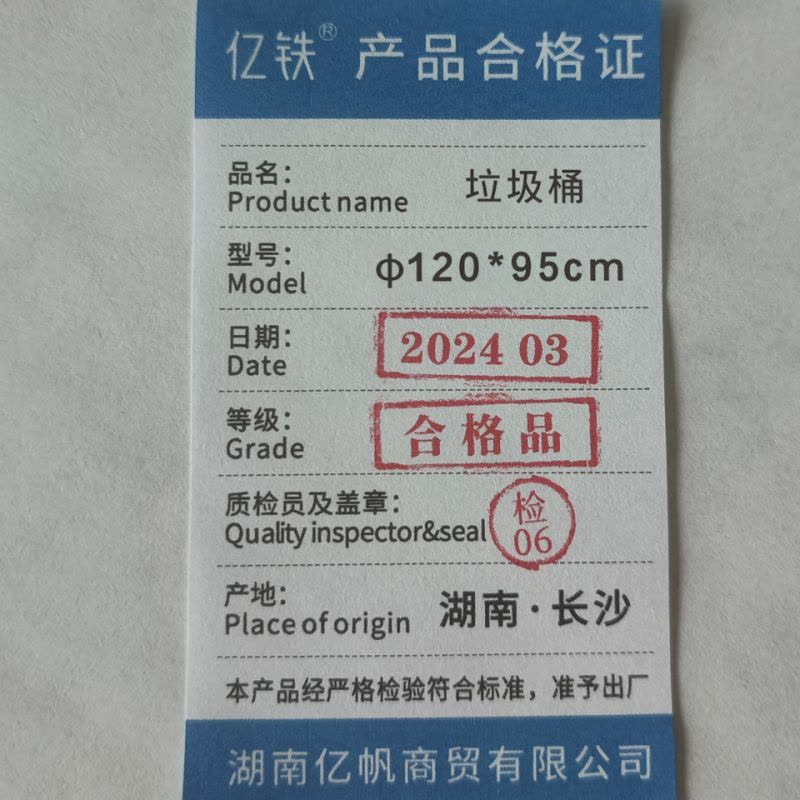 亿铁® 产品合格证
品名: 垃圾桶
Product name
型号: ф120*95cm
Model
日期: 2024 03
Date
等级: 合格品
Grade
质检员及盖章: 检
Quality inspector&seal 06
产地: 湖南·长沙
Place of origin
本产品经严格检验符合标准，准予出厂
湖南亿帆商贸有限公司